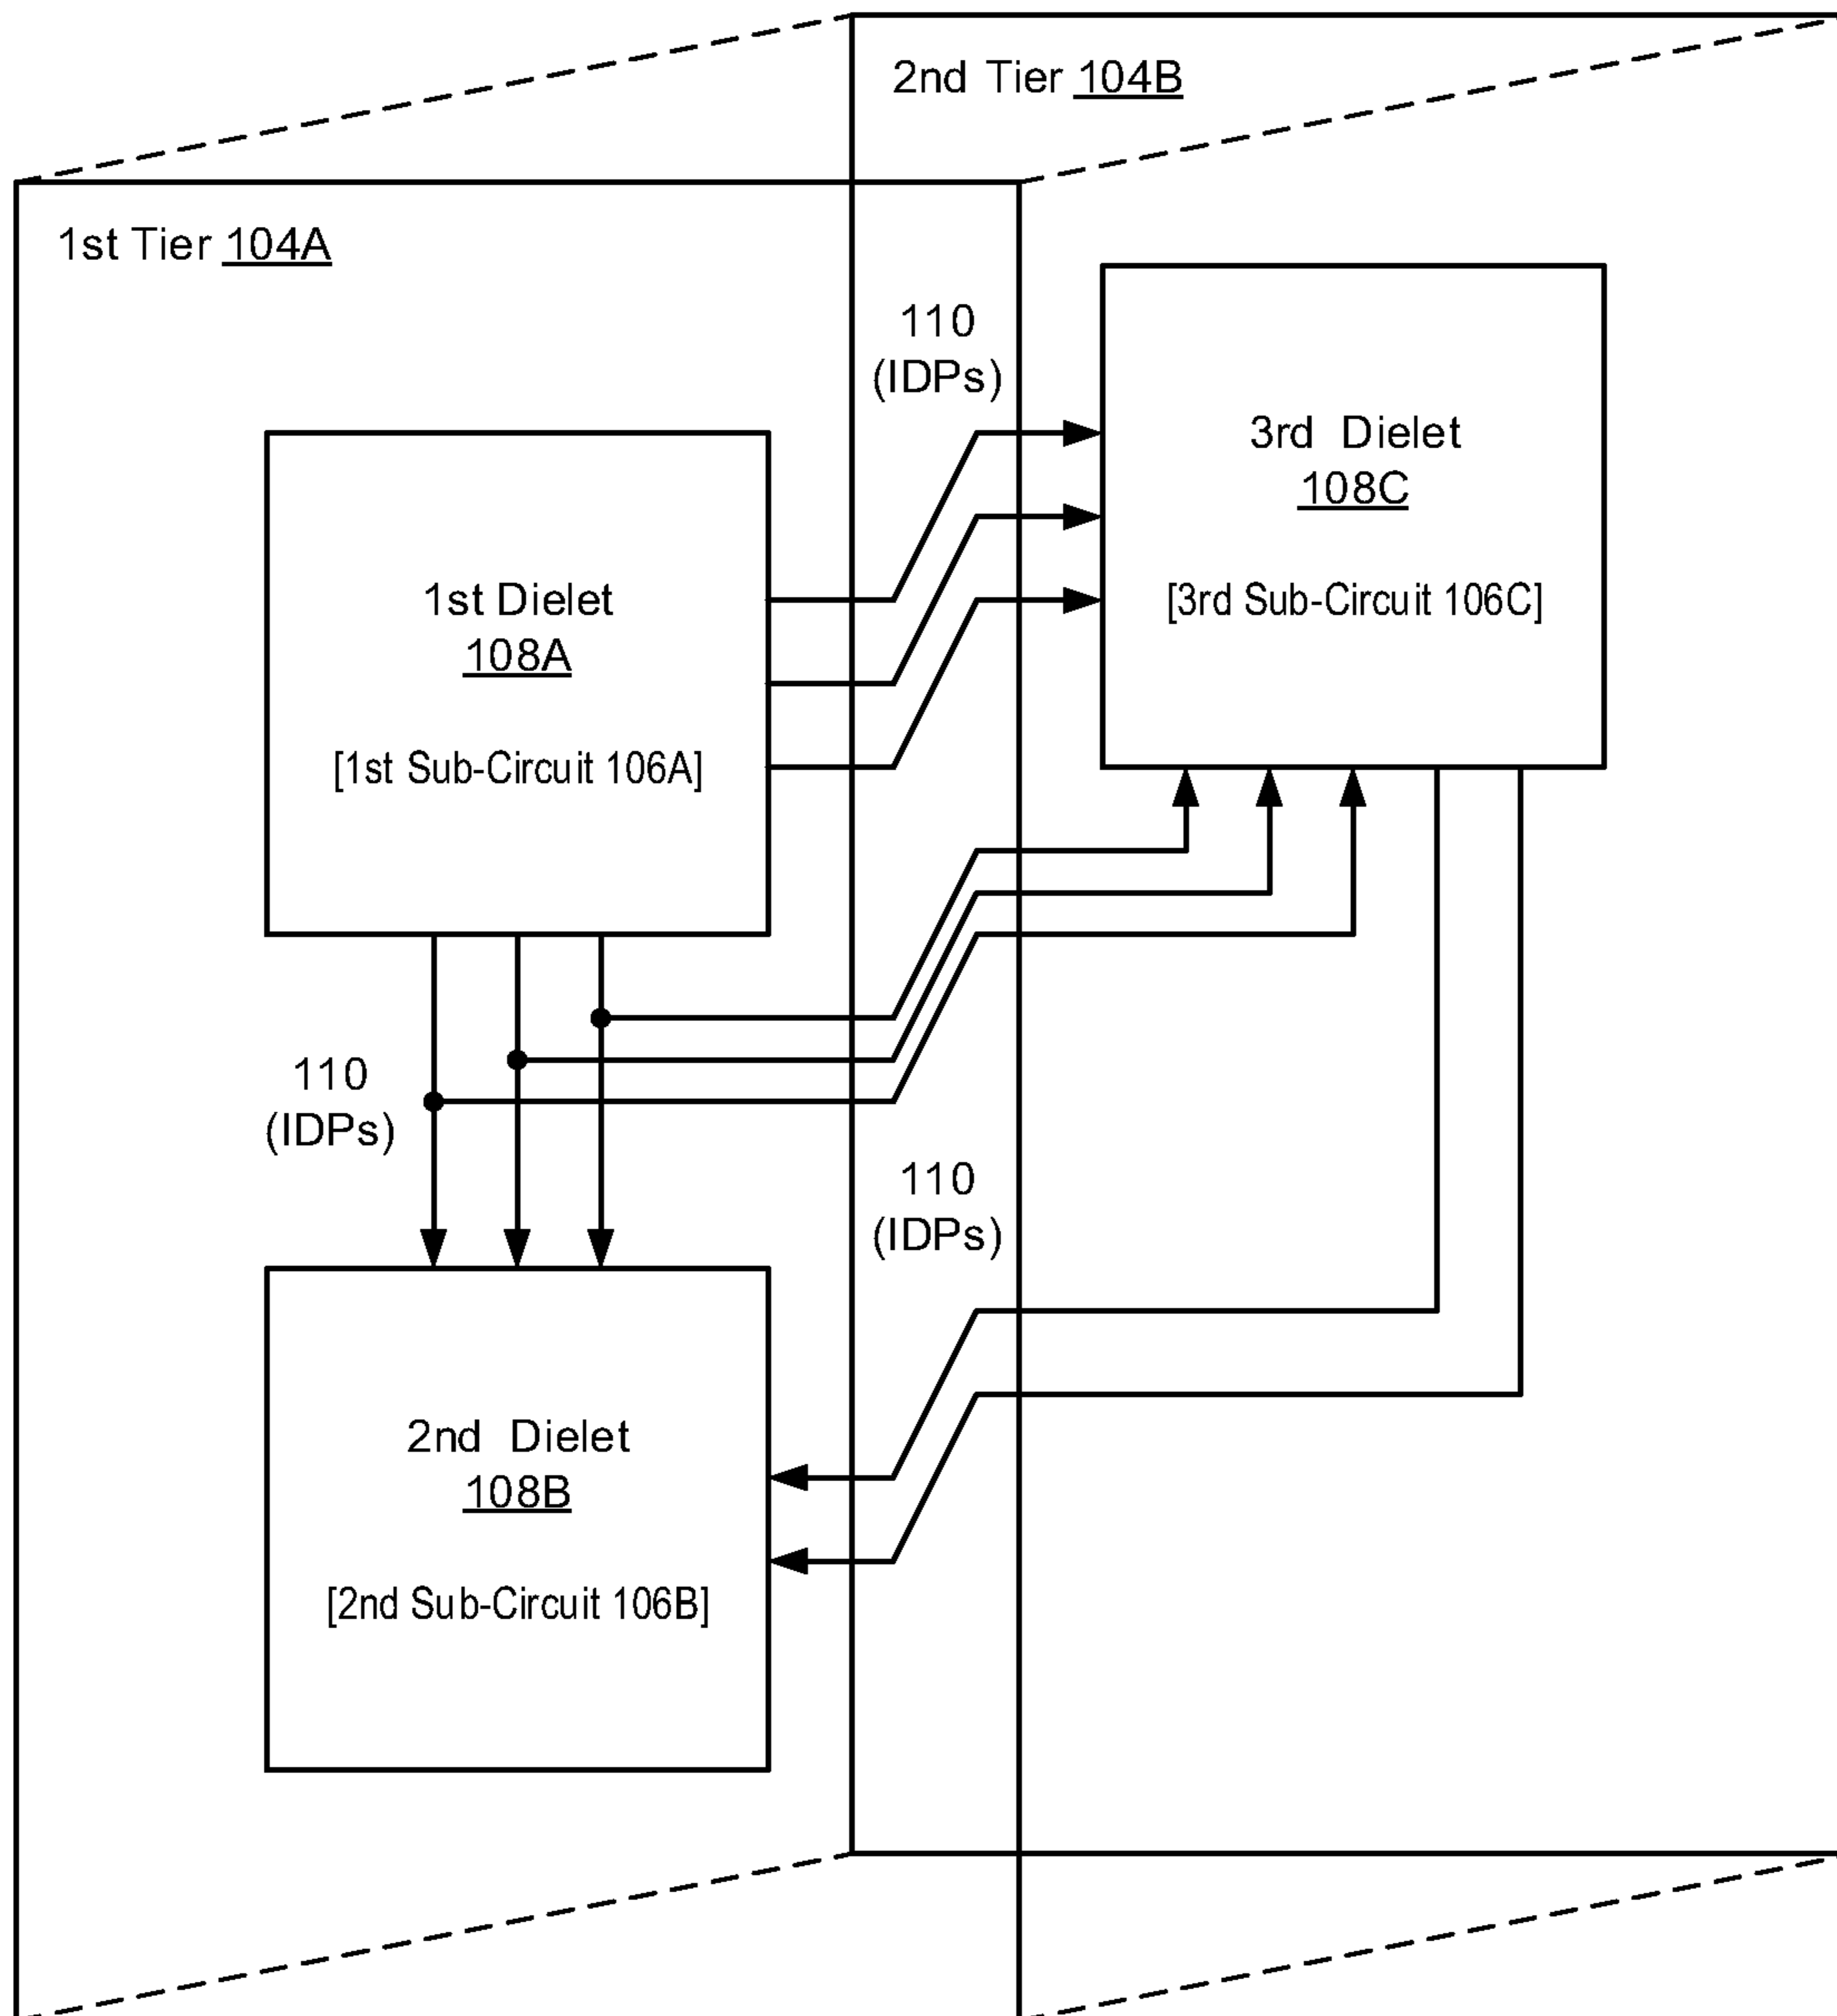 2nd Tier 104B
1st Tier 104A
110
(IDPs)
3rd Dielet
108C
[3rd Sub-Circuit 106C]
1st Dielet
108A
[1st Sub-Circuit 106A]
110
(IDPs)
110
(IDPs)
2nd Dielet
108B
[2nd Sub-Circuit 106B]